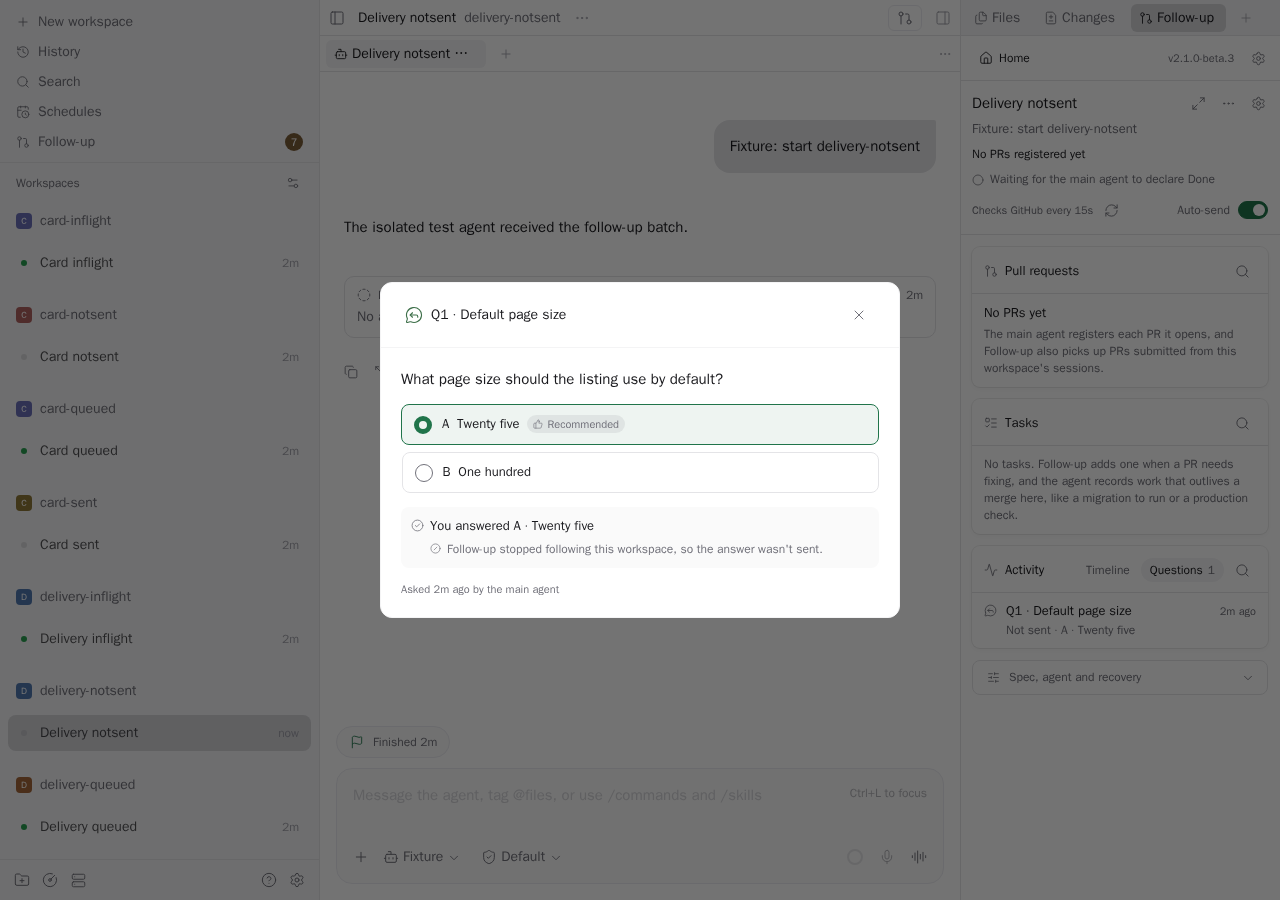 New workspace
History
Search
Schedules
Follow-up
7
Workspaces
C card-inflight
Card inflight 2m
C card-notsent
Card notsent 2m
C card-queued
Card queued 2m
C card-sent
Card sent 2m
D delivery-inflight
Delivery inflight 2m
D delivery-notsent
Delivery notsent now
D delivery-queued
Delivery queued 2m
Delivery notsent delivery-notsent
Delivery notsent
Fixture: start delivery-notsent
The isolated test agent received the follow-up batch.
2m
No
Q1 · Default page size
What page size should the listing use by default?
A Twenty five Recommended
B One hundred
You answered A · Twenty five
Follow-up stopped following this workspace, so the answer wasn't sent.
Asked 2m ago by the main agent
Finished 2m
Message the agent, tag @files, or use /commands and /skills
Ctrl+L to focus
Fixture
Default
Files
Changes
Follow-up
Home
v2.1.0-beta.3
Delivery notsent
Fixture: start delivery-notsent
No PRs registered yet
Waiting for the main agent to declare Done
Checks GitHub every 15s
Auto-send
Pull requests
No PRs yet
The main agent registers each PR it opens, and
Follow-up also picks up PRs submitted from this
workspace's sessions.
Tasks
No tasks. Follow-up adds one when a PR needs
fixing, and the agent records work that outlives a
merge here, like a migration to run or a production
check.
Activity
Timeline
Questions 1
Q1 · Default page size 2m ago
Not sent · A · Twenty five
Spec, agent and recovery